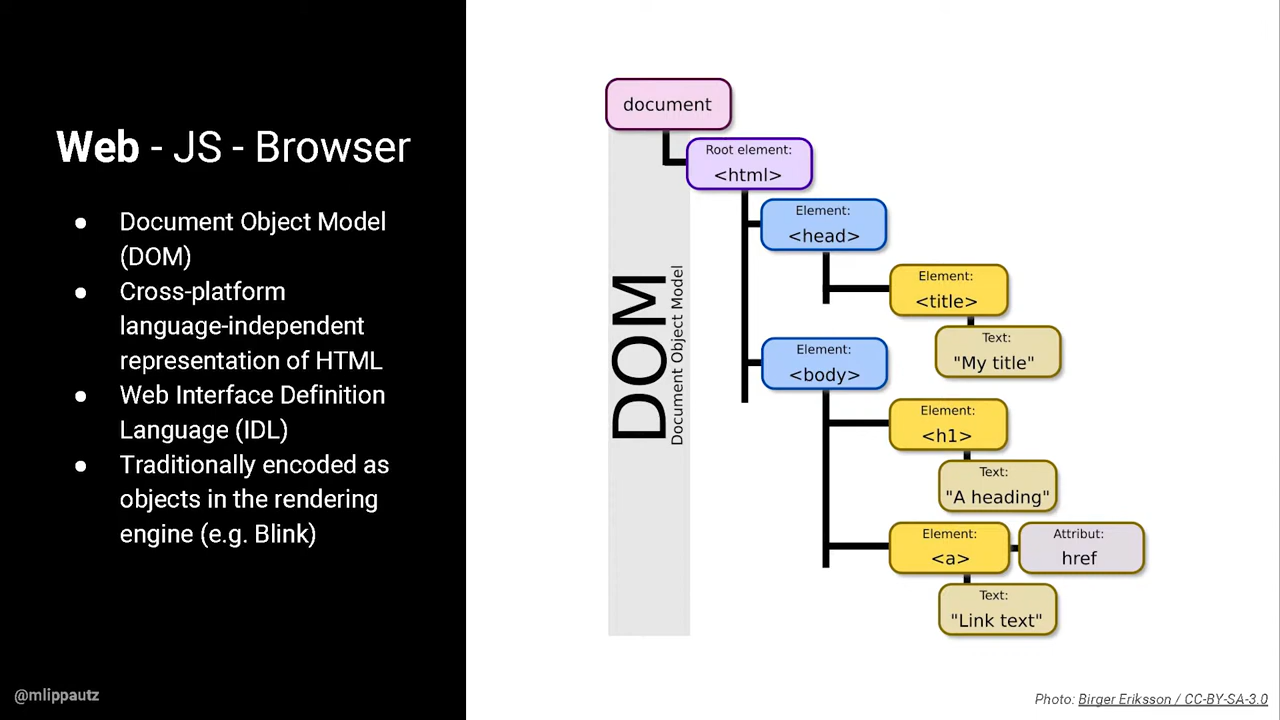 Web - JS - Browser
● Document Object Model
(DOM)
● Cross-platform
language-independent
representation of HTML
● Web Interface Definition
Language (IDL)
● Traditionally encoded as
objects in the rendering
engine (e.g. Blink)
@mlippautz
DOM
Document Object Model
document
Root element:
<html>
Element:
<head>
Element:
<title>
Text:
"My title"
Element:
<body>
Element:
<h1>
Text:
"A heading"
Element:
<a>
Attribut:
href
Text:
"Link text"
Photo: Birger Eriksson / CC-BY-SA-3.0